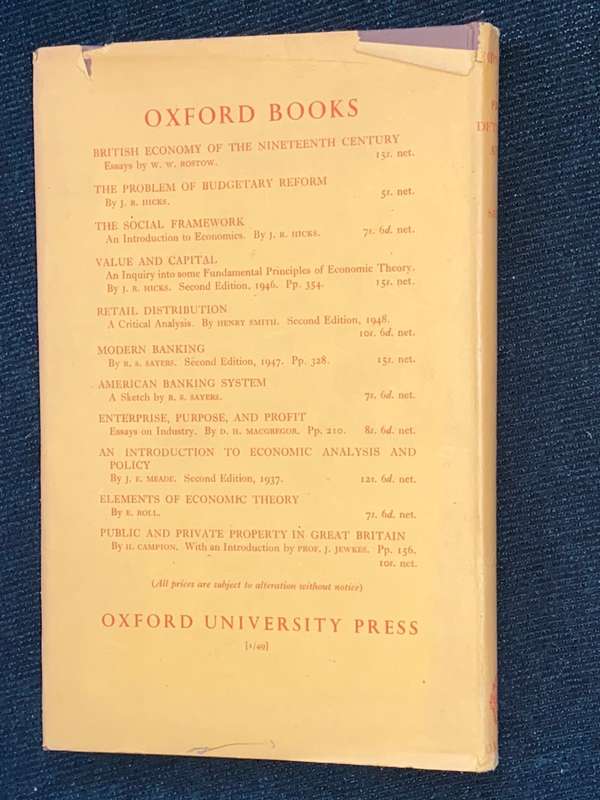 OXFORD BOOKS
BRITISH ECONOMY OF THE NINETEENTH CENTURY
Essays by W. W. ROSTOW. 15s. net.
THE PROBLEM OF BUDGETARY REFORM
By J. R. HICKS. 5s. net.
THE SOCIAL FRAMEWORK
An Introduction to Economics. By J. R. HICKS. 7s. 6d. net.
VALUE AND CAPITAL
An Inquiry into some Fundamental Principles of Economic Theory.
By J. R. HICKS. Second Edition, 1946. Pp. 354. 15s. net.
RETAIL DISTRIBUTION
A Critical Analysis. By HENRY SMITH. Second Edition, 1948.
10s. 6d. net.
MODERN BANKING
By R. S. SAYERS. Second Edition, 1947. Pp. 328. 15s. net.
AMERICAN BANKING SYSTEM
A Sketch by R. S. SAYERS. 7s. 6d. net.
ENTERPRISE, PURPOSE, AND PROFIT
Essays on Industry. By D. H. MACGREGOR. Pp. 210. 8s. 6d. net.
AN INTRODUCTION TO ECONOMIC ANALYSIS AND
POLICY
By J. E. MEADE. Second Edition, 1937. 12s. 6d. net.
ELEMENTS OF ECONOMIC THEORY
By E. ROLL. 7s. 6d. net.
PUBLIC AND PRIVATE PROPERTY IN GREAT BRITAIN
By H. CAMPION. With an Introduction by PROF. J. JEWKES. Pp. 156.
10s. net.
(All prices are subject to alteration without notice)
OXFORD UNIVERSITY PRESS
[1/49]